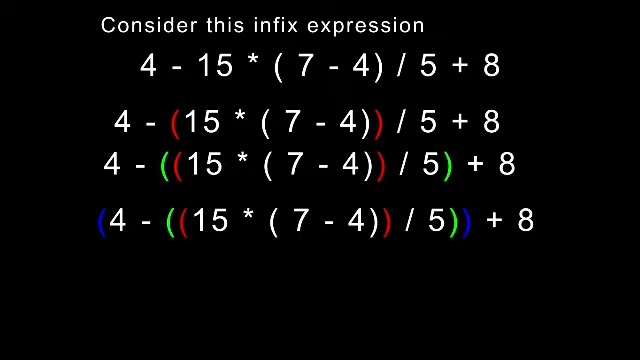 Consider this infix expression
4 - 15 * ( 7 - 4) / 5 + 8
4 - (15 * ( 7 - 4)) / 5 + 8
4 - ((15 * ( 7 - 4)) / 5) + 8
(4 - ((15 * ( 7 - 4)) / 5)) + 8